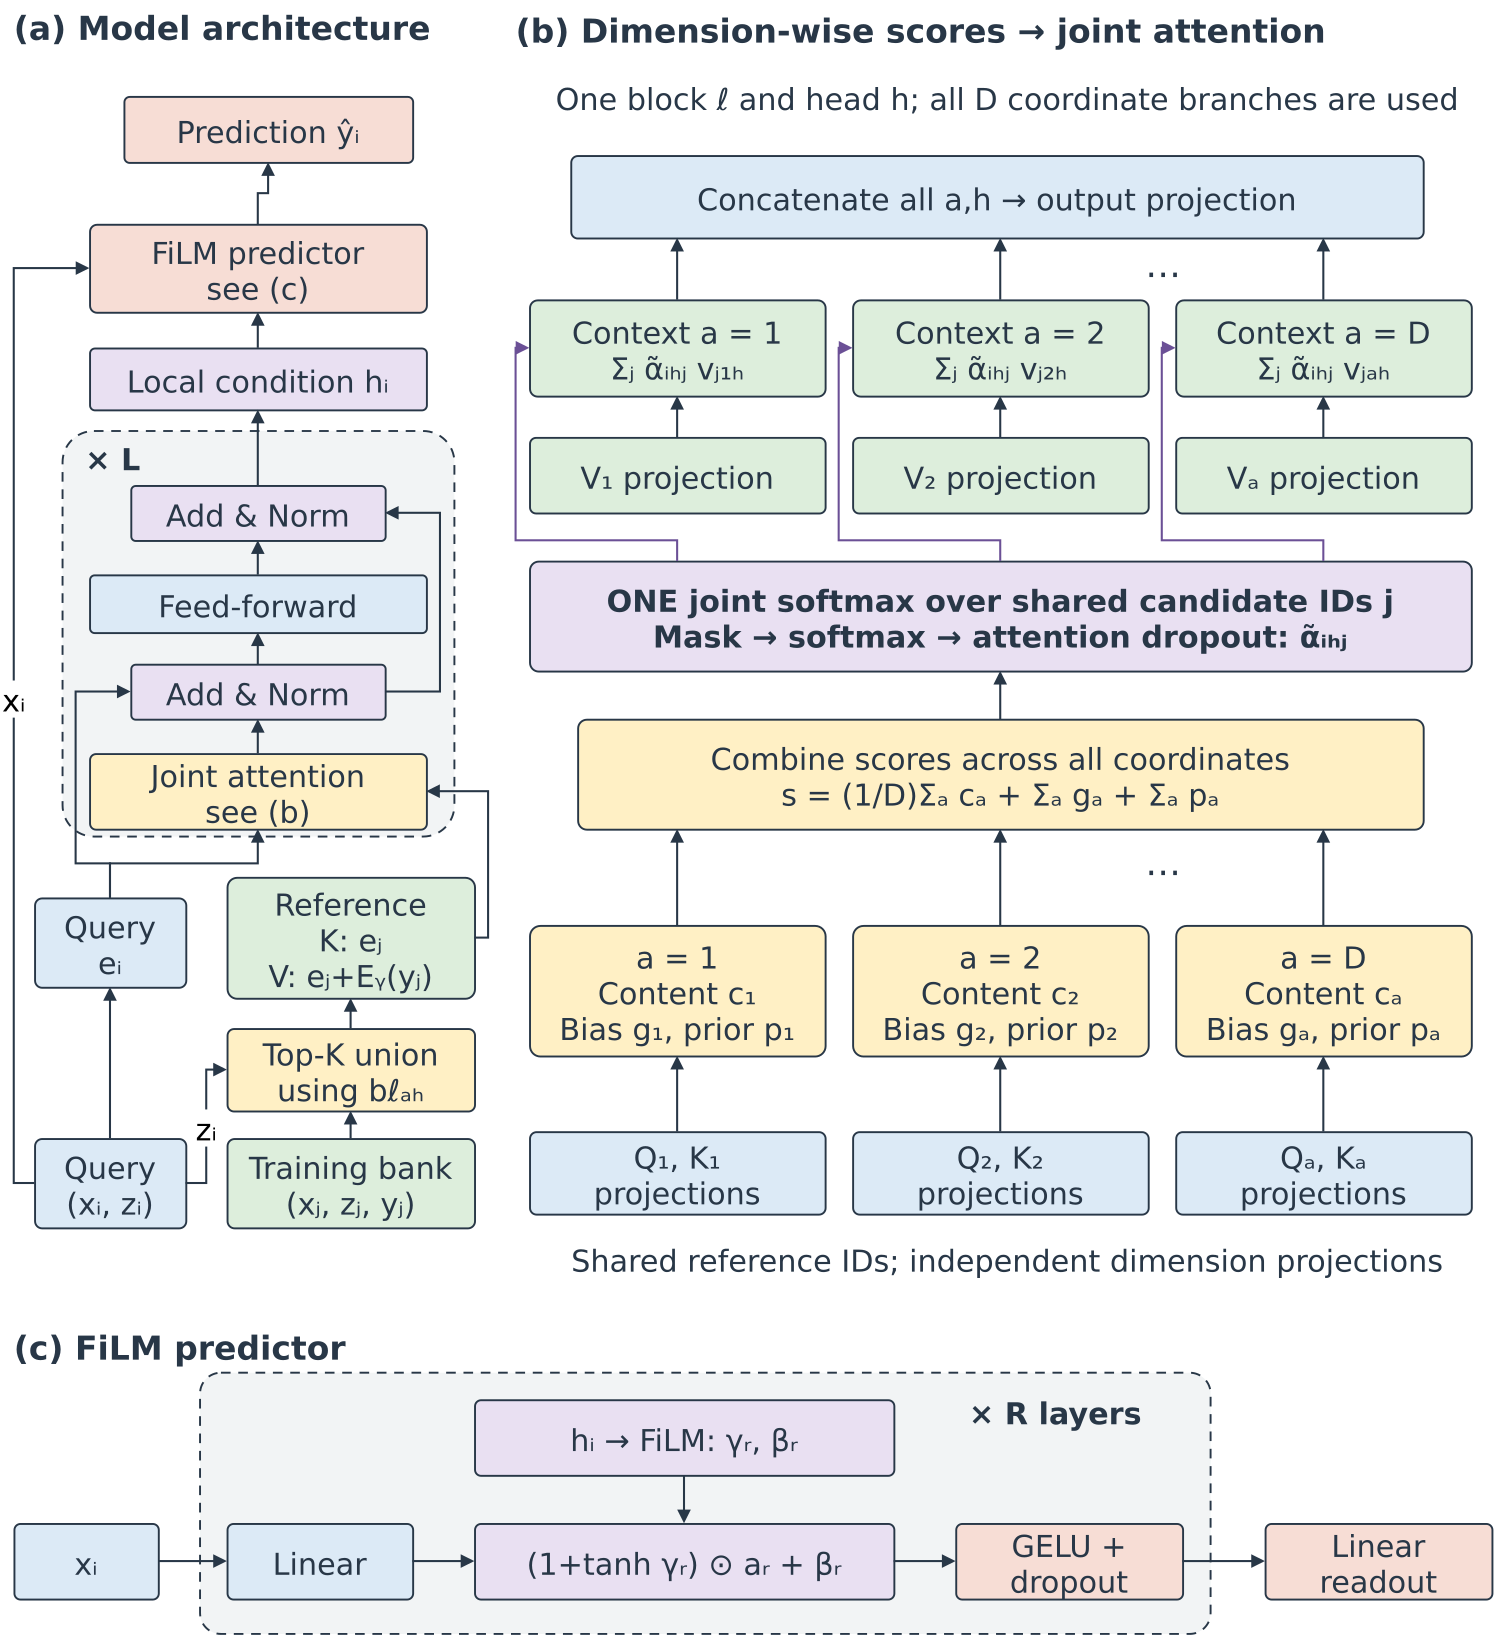 (a) Model architecture
Prediction ŷᵢ
FiLM predictor
see (c)
Local condition hᵢ
× L
Add & Norm
Feed-forward
Add & Norm
xᵢ
Joint attention
see (b)
Query
eᵢ
Reference
K: eⱼ
V: eⱼ+Eᵧ(yⱼ)
Top-K union
using bℓₐₕ
zᵢ
Query
(xᵢ, zᵢ)
Training bank
(xⱼ, zⱼ, yⱼ)
(b) Dimension-wise scores → joint attention
One block ℓ and head h; all D coordinate branches are used
Concatenate all a,h → output projection
...
Context a = 1
Σⱼ α̃ᵢₕⱼ vⱼ₁ₕ
Context a = 2
Σⱼ α̃ᵢₕⱼ vⱼ₂ₕ
Context a = D
Σⱼ α̃ᵢₕⱼ vⱼₐₕ
V₁ projection
V₂ projection
Vₐ projection
ONE joint softmax over shared candidate IDs j
Mask → softmax → attention dropout: α̃ᵢₕⱼ
Combine scores across all coordinates
s = (1/D)Σₐ cₐ + Σₐ gₐ + Σₐ pₐ
...
a = 1
Content c₁
Bias g₁, prior p₁
a = 2
Content c₂
Bias g₂, prior p₂
a = D
Content cₐ
Bias gₐ, prior pₐ
Q₁, K₁
projections
Q₂, K₂
projections
Qₐ, Kₐ
projections
Shared reference IDs; independent dimension projections
(c) FiLM predictor
× R layers
hᵢ → FiLM: γᵣ, βᵣ
xᵢ
Linear
(1+tanh γᵣ) ⊙ aᵣ + βᵣ
GELU +
dropout
Linear
readout